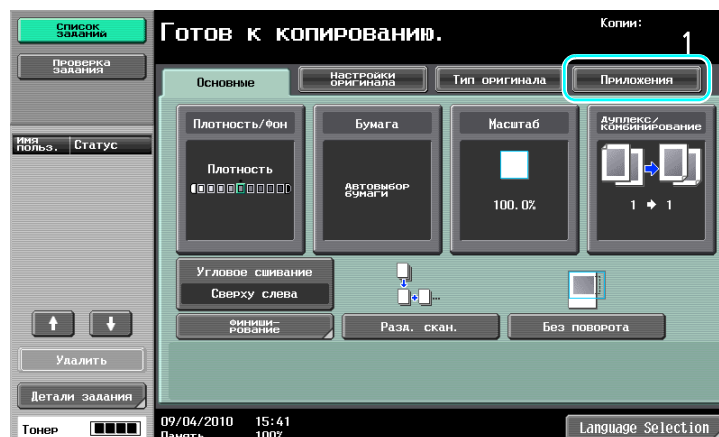 Список
заданий
Готов к копированию.
Копии:
1
Проверка
задания
Основные
Настройки
оригинала
Тип оригинала
Приложения
Имя
польз.
Статус
Плотность/Фон
Бумага
Масштаб
Дуплекс/
комбинирование
Плотность
Автовыбор
бумаги
100.0%
1 → 1
Угловое сшивание
Сверху слева
Финиши-
рование
Разд. скан.
Без поворота
Удалить
Детали задания
Тонер
09/04/2010 15:41
Память 100%
Language Selection